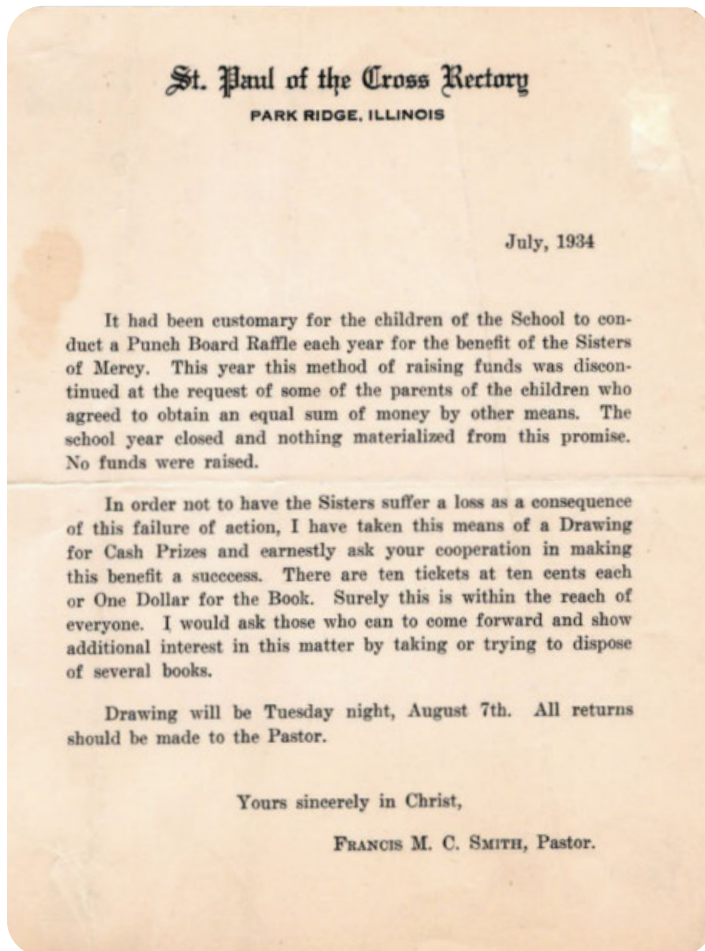 St. Paul of the Cross Rectory
PARK RIDGE, ILLINOIS
July, 1934
It had been customary for the children of the School to con-
duct a Punch Board Raffle each year for the benefit of the Sisters
of Mercy. This year this method of raising funds was discon-
tinued at the request of some of the parents of the children who
agreed to obtain an equal sum of money by other means. The
school year closed and nothing materialized from this promise.
No funds were raised.
In order not to have the Sisters suffer a loss as a consequence
of this failure of action, I have taken this means of a Drawing
for Cash Prizes and earnestly ask your cooperation in making
this benefit a succcess. There are ten tickets at ten cents each
or One Dollar for the Book. Surely this is within the reach of
everyone. I would ask those who can to come forward and show
additional interest in this matter by taking or trying to dispose
of several books.
Drawing will be Tuesday night, August 7th. All returns
should be made to the Pastor.
Yours sincerely in Christ,
FRANCIS M. C. SMITH, Pastor.